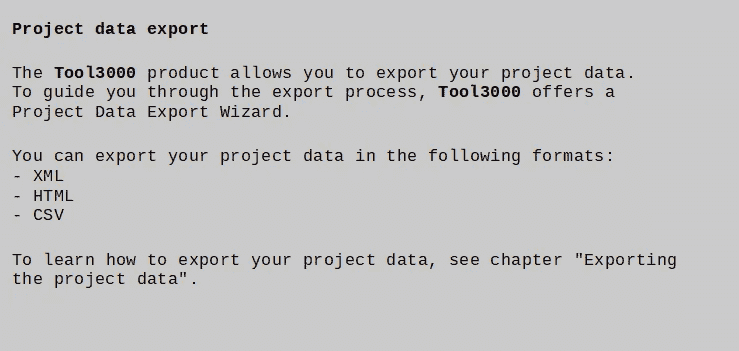 Project data export
The Tool3000 product allows you to export your project data.
To guide you through the export process, Tool3000 offers a
Project Data Export Wizard.
You can export your project data in the following formats:
- XML
- HTML
- CSV
To learn how to export your project data, see chapter "Exporting
the project data".